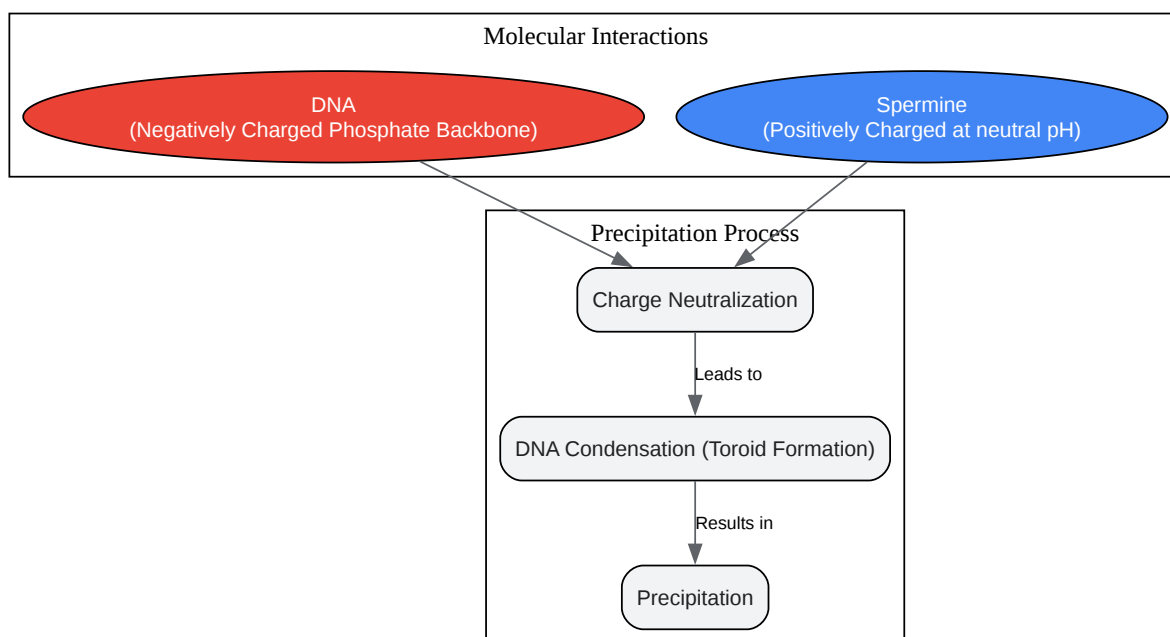 Molecular Interactions
DNA
(Negatively Charged Phosphate Backbone)
Spermine
(Positively Charged at neutral pH)
Precipitation Process
Charge Neutralization
Leads to
DNA Condensation (Toroid Formation)
Results in
Precipitation